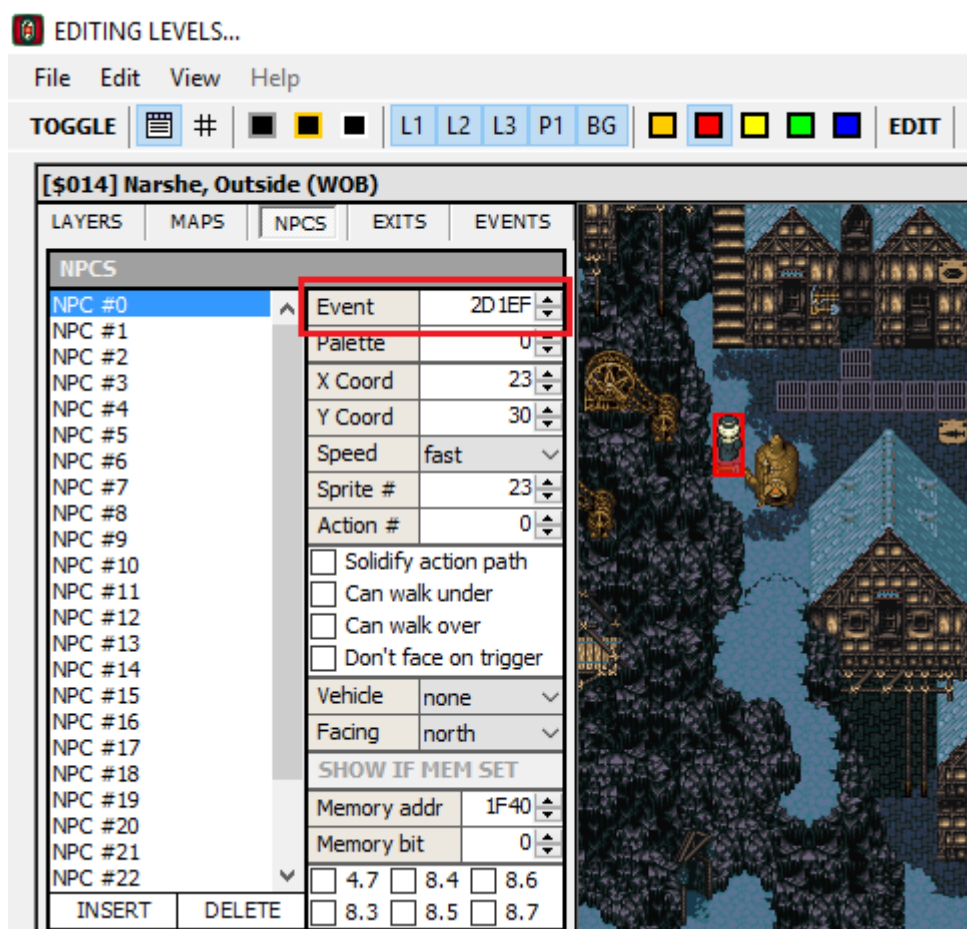 EDITING LEVELS...
File Edit View Help
TOGGLE L1 L2 L3 P1 BG EDIT
[$014] Narshe, Outside (WOB)
LAYERS MAPS NPCS EXITS EVENTS
NPCS
NPC #0
NPC #1
NPC #2
NPC #3
NPC #4
NPC #5
NPC #6
NPC #7
NPC #8
NPC #9
NPC #10
NPC #11
NPC #12
NPC #13
NPC #14
NPC #15
NPC #16
NPC #17
NPC #18
NPC #19
NPC #20
NPC #21
NPC #22
INSERT DELETE
Event 2D1EF
Palette 0
X Coord 23
Y Coord 30
Speed fast
Sprite # 23
Action # 0
Solidify action path
Can walk under
Can walk over
Don't face on trigger
Vehicle none
Facing north
SHOW IF MEM SET
Memory addr 1F40
Memory bit 0
4.7 8.4 8.6
8.3 8.5 8.7